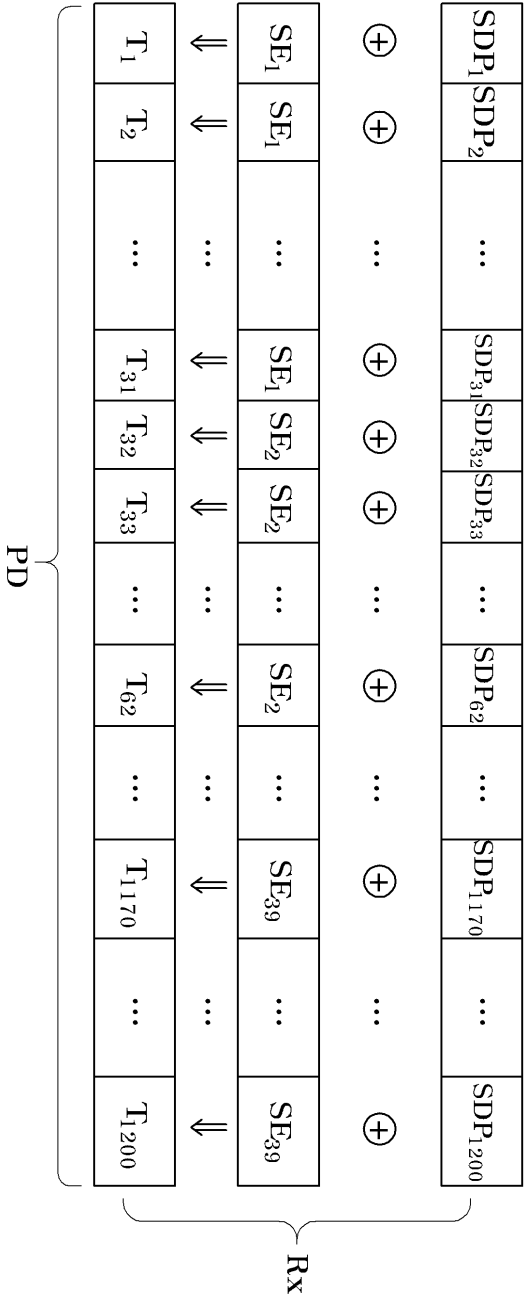 SDP₁ SDP₂ ... SDP₃₁ SDP₃₂ SDP₃₃ ... SDP₆₂ ... SDP₁₁₇₀ ... SDP₁₂₀₀
⊕ ⊕ ... ⊕ ⊕ ⊕ ... ⊕ ... ⊕ ... ⊕
SE₁ SE₁ ... SE₁ SE₂ SE₂ ... SE₂ ... SE₃₉ ... SE₃₉
⇓ ⇓ ... ⇓ ⇓ ⇓ ... ⇓ ... ⇓ ... ⇓
T₁ T₂ ... T₃₁ T₃₂ T₃₃ ... T₆₂ ... T₁₁₇₀ ... T₁₂₀₀
Rx
PD